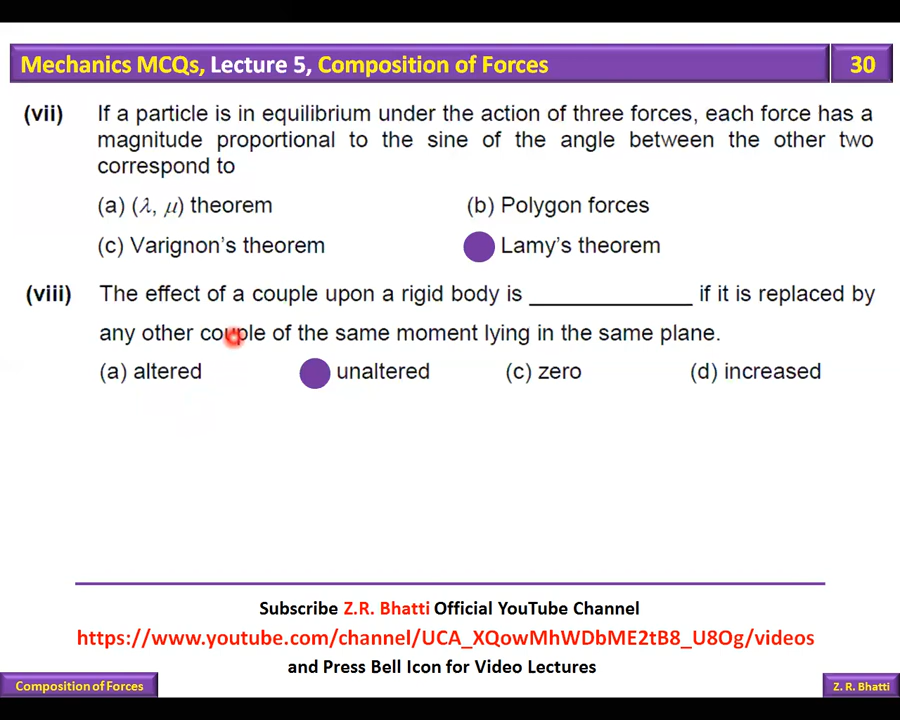 Mechanics MCQs, Lecture 5, Composition of Forces 30
(vii) If a particle is in equilibrium under the action of three forces, each force has a
magnitude proportional to the sine of the angle between the other two
correspond to
(a) (λ, μ) theorem (b) Polygon forces
(c) Varignon's theorem Lamy's theorem
(viii) The effect of a couple upon a rigid body is _____________ if it is replaced by
any other couple of the same moment lying in the same plane.
(a) altered unaltered (c) zero (d) increased
Subscribe Z.R. Bhatti Official YouTube Channel
https://www.youtube.com/channel/UCA_XQowMhWDbME2tB8_U8Og/videos
and Press Bell Icon for Video Lectures
Composition of Forces Z. R. Bhatti